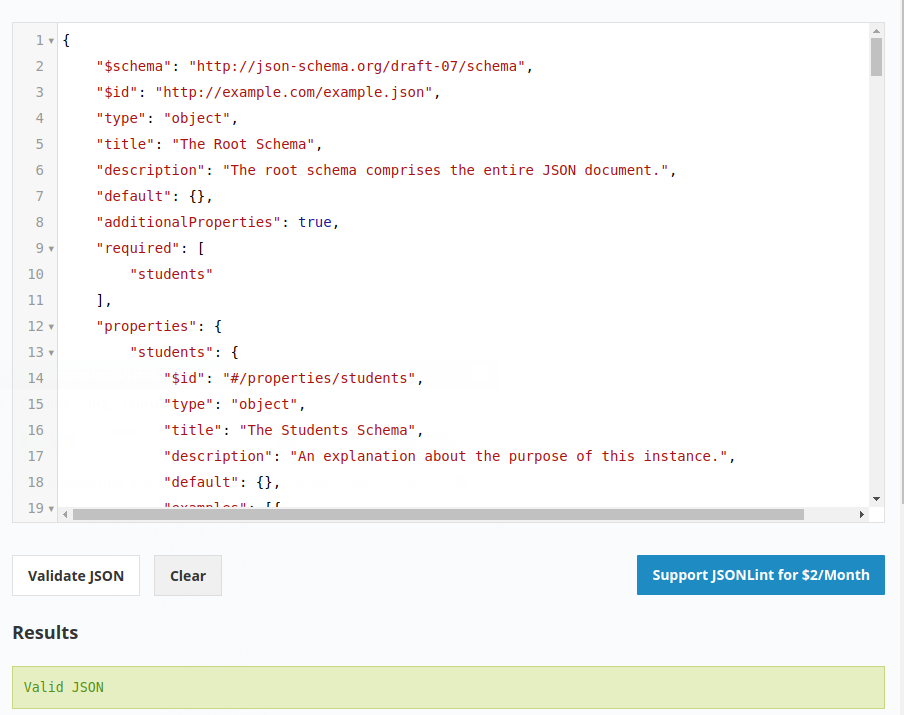 1 {
2 "$schema": "http://json-schema.org/draft-07/schema",
3 "$id": "http://example.com/example.json",
4 "type": "object",
5 "title": "The Root Schema",
6 "description": "The root schema comprises the entire JSON document.",
7 "default": {},
8 "additionalProperties": true,
9 "required": [
10 "students"
11 ],
12 "properties": {
13 "students": {
14 "$id": "#/properties/students",
15 "type": "object",
16 "title": "The Students Schema",
17 "description": "An explanation about the purpose of this instance.",
18 "default": {},
19 "examples": [{
Validate JSON
Clear
Support JSONLint for $2/Month
Results
Valid JSON